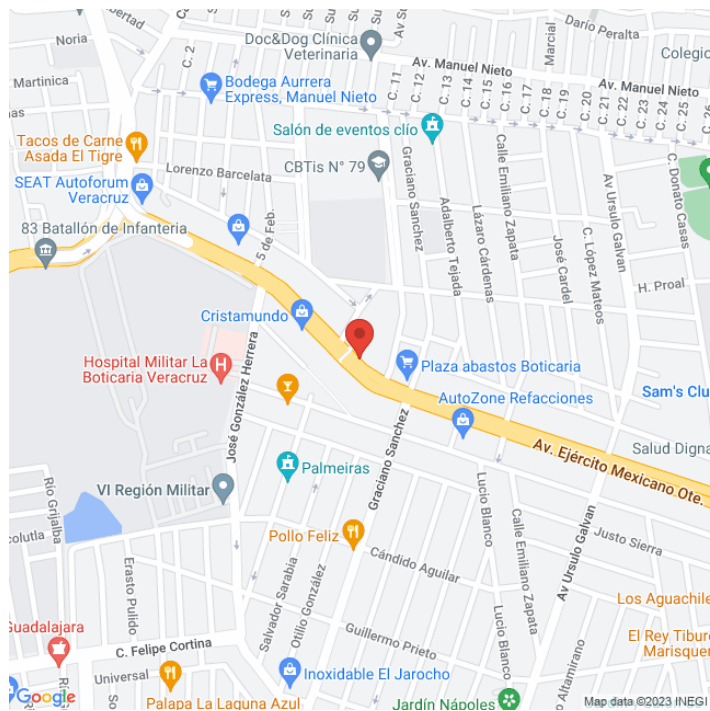 Noria
Martinica
Doc&Dog Clínica
Veterinaria
Darío Peralta
Marcial
Colegio
Av. Manuel Nieto
Av. Manuel Nieto
C. 2
C. 11
C. 12
C. 13
C. 14
C. 15
C. 16
C. 17
C. 18
C. 19
C. 20
C. 21
C. 22
C. 23
C. 24
C. 25
C. 26
Bodega Aurrera
Express, Manuel Nieto
Salón de eventos clío
Tacos de Carne
Asada El Tigre
Lorenzo Barcelata
CBTis N° 79
SEAT Autoforum
Veracruz
83 Batallón de Infanteria
5 de Feb.
Graciano Sanchez
Adalberto Tejada
Lázaro Cárdenas
Calle Emiliano Zapata
José Cardel
C. López Mateos
Av Ursulo Galvan
C. Donato Casas
H. Proal
Cristamundo
Hospital Militar La
Boticaria Veracruz
José González Herrera
Plaza abastos Boticaria
AutoZone Refacciones
Sam's Clu
Salud Digna
Av. Ejército Mexicano Ote.
Graciano Sanchez
Palmeiras
VI Región Militar
Río Grijalba
Pollo Feliz
Lucio Blanco
Calle Emiliano Zapata
Av Ursulo Galvan
Justo Sierra
Cándido Aguilar
Erasto Pulido
Salvador Sarabia
Otilio González
Lucio Blanco
Los Aguachile
Guadalajara
C. Felipe Cortina
Guillermo Prieto
El Rey Tibur
Marisquer
Altamirano
Universal
Inoxidable El Jarocho
Palapa La Laguna Azul
Jardín Nápoles
Google
Map data ©2023 INEGI